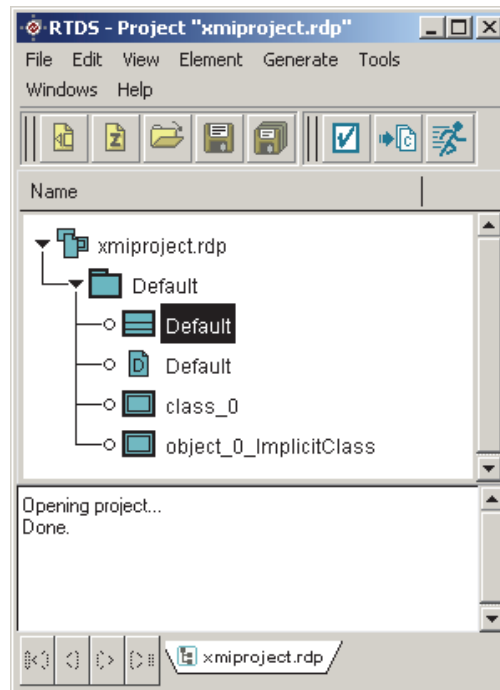 RTDS - Project "xmiproject.rdp"
File Edit View Element Generate Tools
Windows Help
Name
xmiproject.rdp
Default
Default
D Default
class_0
object_0_ImplicitClass
Opening project...
Done.
xmiproject.rdp